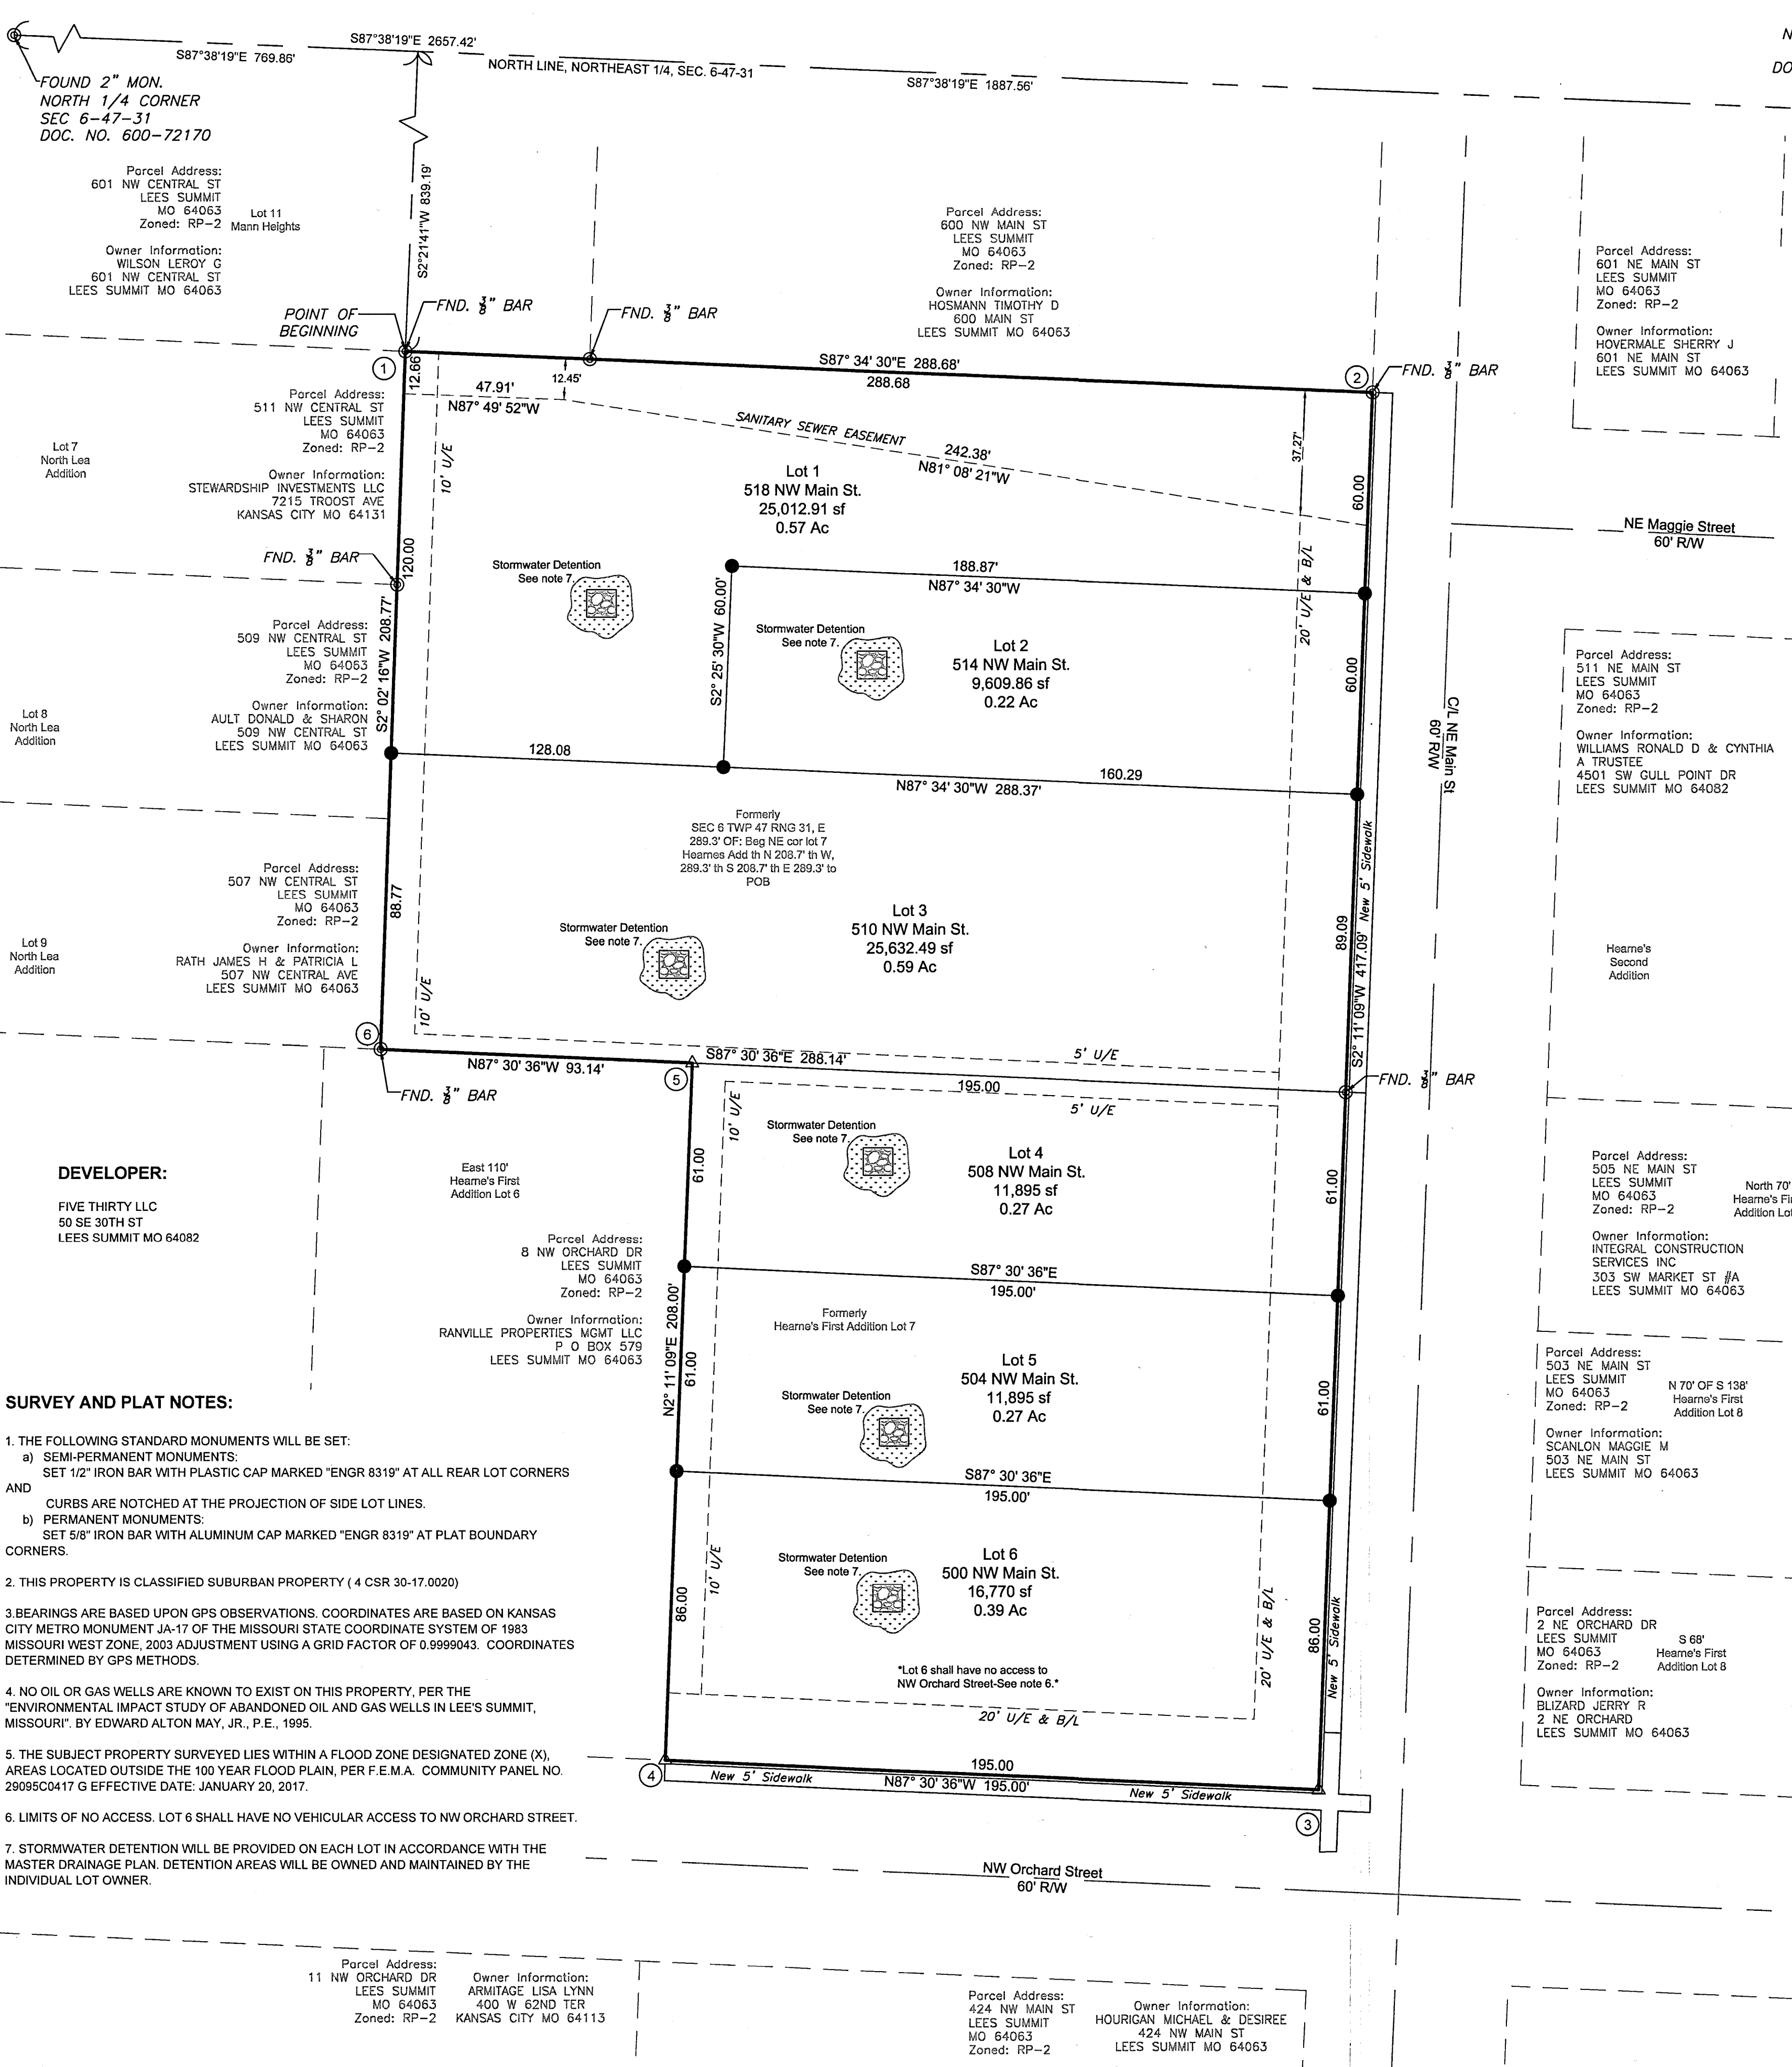 S87°38'19"E 2657.42'
S87°38'19"E 769.86'
NORTH LINE, NORTHEAST 1/4, SEC. 6-47-31
S87°38'19"E 1887.56'
N
DO
FOUND 2" MON.
NORTH 1/4 CORNER
SEC 6-47-31
DOC. NO. 600-72170
S2°21'41"W 839.19'
Parcel Address:
601 NW CENTRAL ST
LEES SUMMIT
MO 64063
Zoned: RP-2
Owner Information:
WILSON LEROY G
601 NW CENTRAL ST
LEES SUMMIT MO 64063
Lot 11
Mann Heights
Parcel Address:
600 NW MAIN ST
LEES SUMMIT
MO 64063
Zoned: RP-2
Owner Information:
HOSMANN TIMOTHY D
600 MAIN ST
LEES SUMMIT MO 64063
Parcel Address:
601 NE MAIN ST
LEES SUMMIT
MO 64063
Zoned: RP-2
Owner Information:
HOVERMALE SHERRY J
601 NE MAIN ST
LEES SUMMIT MO 64063
POINT OF
BEGINNING
FND. 3/8" BAR
FND. 3/8" BAR
FND. 3/8" BAR
1
2
S87° 34' 30"E 288.68'
288.68
12.66
12.45'
47.91'
N87° 49' 52"W
SANITARY SEWER EASEMENT
242.38'
N81° 08' 21"W
37.27'
60.00
Parcel Address:
511 NW CENTRAL ST
LEES SUMMIT
MO 64063
Zoned: RP-2
Owner Information:
STEWARDSHIP INVESTMENTS LLC
7215 TROOST AVE
KANSAS CITY MO 64131
Lot 7
North Lea
Addition
10' U/E
Lot 1
518 NW Main St.
25,012.91 sf
0.57 Ac
NE Maggie Street
60' R/W
FND. 3/8" BAR
120.00
S2° 02' 16"W 208.77'
Stormwater Detention
See note 7.
188.87'
N87° 34' 30"W
S2° 25' 30"W 60.00'
Stormwater Detention
See note 7.
Lot 2
514 NW Main St.
9,609.86 sf
0.22 Ac
20' U/E & B/L
60.00
C/L NE Main St
60' R/W
Parcel Address:
509 NW CENTRAL ST
LEES SUMMIT
MO 64063
Zoned: RP-2
Owner Information:
AULT DONALD & SHARON
509 NW CENTRAL ST
LEES SUMMIT MO 64063
Lot 8
North Lea
Addition
Parcel Address:
511 NE MAIN ST
LEES SUMMIT
MO 64063
Zoned: RP-2
Owner Information:
WILLIAMS RONALD D & CYNTHIA
A TRUSTEE
4501 SW GULL POINT DR
LEES SUMMIT MO 64082
128.08
160.29
N87° 34' 30"W 288.37'
Formerly
SEC 6 TWP 47 RNG 31, E
289.3' OF: Beg NE cor lot 7
Hearnes Add th N 208.7' th W,
289.3' th S 208.7' th E 289.3' to
POB
88.77
Parcel Address:
507 NW CENTRAL ST
LEES SUMMIT
MO 64063
Zoned: RP-2
Owner Information:
RATH JAMES H & PATRICIA L
507 NW CENTRAL AVE
LEES SUMMIT MO 64063
Lot 9
North Lea
Addition
Lot 3
510 NW Main St.
25,632.49 sf
0.59 Ac
Stormwater Detention
See note 7.
10' U/E
89.09
S2° 11' 09"W 417.09'
New 5' Sidewalk
Hearne's
Second
Addition
6
5
N87° 30' 36"W 93.14'
S87° 30' 36"E 288.14'
5' U/E
195.00
5' U/E
FND. 3/8" BAR
FND. 3/8" BAR
DEVELOPER:
FIVE THIRTY LLC
50 SE 30TH ST
LEES SUMMIT MO 64082
East 110'
Hearne's First
Addition Lot 6
61.00
10' U/E
Stormwater Detention
See note 7.
Lot 4
508 NW Main St.
11,895 sf
0.27 Ac
61.00
Parcel Address:
505 NE MAIN ST
LEES SUMMIT
MO 64063
Zoned: RP-2
Owner Information:
INTEGRAL CONSTRUCTION
SERVICES INC
303 SW MARKET ST #A
LEES SUMMIT MO 64063
North 70'
Hearne's Fi
Addition Lot
Parcel Address:
8 NW ORCHARD DR
LEES SUMMIT
MO 64063
Zoned: RP-2
Owner Information:
RANVILLE PROPERTIES MGMT LLC
P O BOX 579
LEES SUMMIT MO 64063
S87° 30' 36"E
195.00'
Formerly
Hearne's First Addition Lot 7
N2° 11' 09"E 208.00'
61.00
Lot 5
504 NW Main St.
11,895 sf
0.27 Ac
Stormwater Detention
See note 7.
61.00
Parcel Address:
503 NE MAIN ST
LEES SUMMIT
MO 64063
Zoned: RP-2
Owner Information:
SCANLON MAGGIE M
503 NE MAIN ST
LEES SUMMIT MO 64063
N 70' OF S 138'
Hearne's First
Addition Lot 8
S87° 30' 36"E
195.00'
SURVEY AND PLAT NOTES:
1. THE FOLLOWING STANDARD MONUMENTS WILL BE SET:
a) SEMI-PERMANENT MONUMENTS:
SET 1/2" IRON BAR WITH PLASTIC CAP MARKED "ENGR 8319" AT ALL REAR LOT CORNERS
AND
CURBS ARE NOTCHED AT THE PROJECTION OF SIDE LOT LINES.
b) PERMANENT MONUMENTS:
SET 5/8" IRON BAR WITH ALUMINUM CAP MARKED "ENGR 8319" AT PLAT BOUNDARY
CORNERS.
2. THIS PROPERTY IS CLASSIFIED SUBURBAN PROPERTY ( 4 CSR 30-17.0020)
3.BEARINGS ARE BASED UPON GPS OBSERVATIONS. COORDINATES ARE BASED ON KANSAS
CITY METRO MONUMENT JA-17 OF THE MISSOURI STATE COORDINATE SYSTEM OF 1983
MISSOURI WEST ZONE, 2003 ADJUSTMENT USING A GRID FACTOR OF 0.9999043. COORDINATES
DETERMINED BY GPS METHODS.
4. NO OIL OR GAS WELLS ARE KNOWN TO EXIST ON THIS PROPERTY, PER THE
"ENVIRONMENTAL IMPACT STUDY OF ABANDONED OIL AND GAS WELLS IN LEE'S SUMMIT,
MISSOURI". BY EDWARD ALTON MAY, JR., P.E., 1995.
5. THE SUBJECT PROPERTY SURVEYED LIES WITHIN A FLOOD ZONE DESIGNATED ZONE (X),
AREAS LOCATED OUTSIDE THE 100 YEAR FLOOD PLAIN, PER F.E.M.A. COMMUNITY PANEL NO.
29095C0417 G EFFECTIVE DATE: JANUARY 20, 2017.
6. LIMITS OF NO ACCESS. LOT 6 SHALL HAVE NO VEHICULAR ACCESS TO NW ORCHARD STREET.
7. STORMWATER DETENTION WILL BE PROVIDED ON EACH LOT IN ACCORDANCE WITH THE
MASTER DRAINAGE PLAN. DETENTION AREAS WILL BE OWNED AND MAINTAINED BY THE
INDIVIDUAL LOT OWNER.
86.00
10' U/E
Stormwater Detention
See note 7.
Lot 6
500 NW Main St.
16,770 sf
0.39 Ac
*Lot 6 shall have no access to
NW Orchard Street-See note 6.*
20' U/E & B/L
20' U/E & B/L
86.00
New 5' Sidewalk
Parcel Address:
2 NE ORCHARD DR
LEES SUMMIT
MO 64063
Zoned: RP-2
Owner Information:
BLIZARD JERRY R
2 NE ORCHARD
LEES SUMMIT MO 64063
S 68'
Hearne's First
Addition Lot 8
195.00
4
New 5' Sidewalk
N87° 30' 36"W 195.00'
New 5' Sidewalk
3
NW Orchard Street
60' R/W
Parcel Address:
11 NW ORCHARD DR
LEES SUMMIT
MO 64063
Zoned: RP-2
Owner Information:
ARMITAGE LISA LYNN
400 W 62ND TER
KANSAS CITY MO 64113
Parcel Address:
424 NW MAIN ST
LEES SUMMIT
MO 64063
Zoned: RP-2
Owner Information:
HOURIGAN MICHAEL & DESIREE
424 NW MAIN ST
LEES SUMMIT MO 64063